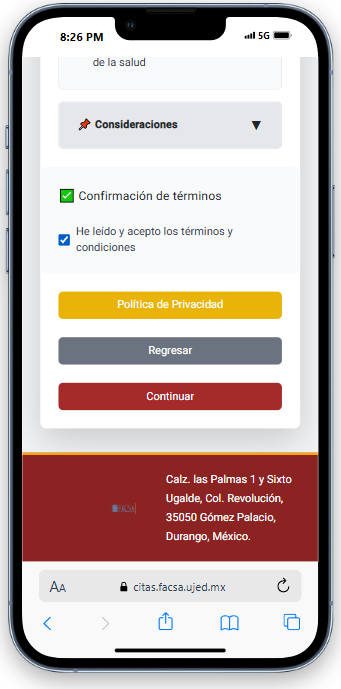 8:26 PM
5G
de la salud
Consideraciones
Confirmación de términos
He leído y acepto los términos y
condiciones
Política de Privacidad
Regresar
Continuar
FACSA
Calz. las Palmas 1 y Sixto
Ugalde, Col. Revolución,
35050 Gómez Palacio,
Durango, México.
AA
citas.facsa.ujed.mx